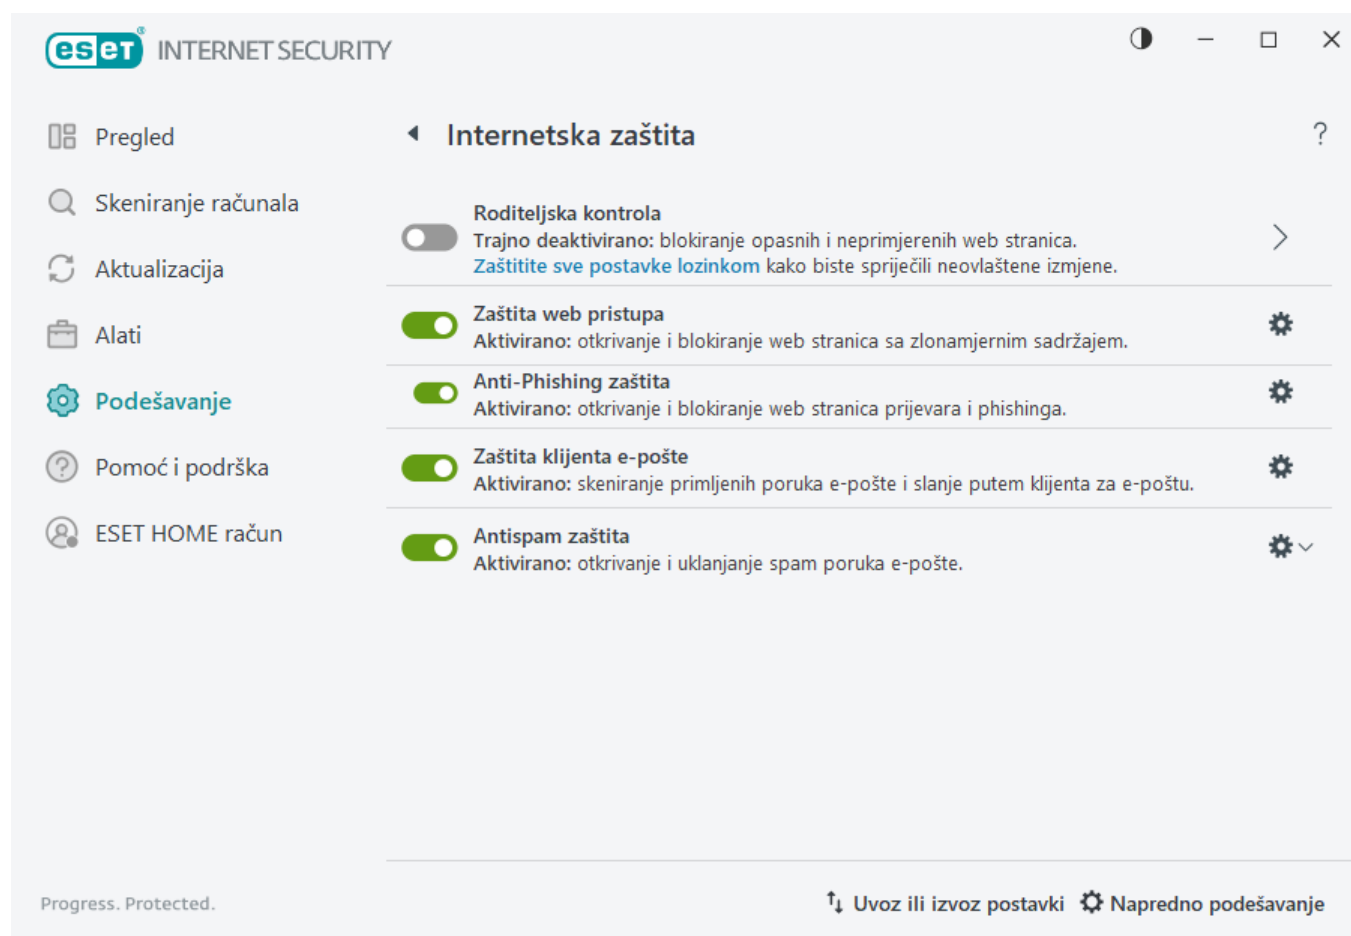 eset® INTERNET SECURITY
Pregled
Skeniranje računala
Aktualizacija
Alati
Podešavanje
Pomoć i podrška
ESET HOME račun
Internetska zaštita
?
Roditeljska kontrola
Trajno deaktivirano: blokiranje opasnih i neprimjerenih web stranica.
Zaštitite sve postavke lozinkom kako biste spriječili neovlaštene izmjene.
Zaštita web pristupa
Aktivirano: otkrivanje i blokiranje web stranica sa zlonamjernim sadržajem.
Anti-Phishing zaštita
Aktivirano: otkrivanje i blokiranje web stranica prijevara i phishinga.
Zaštita klijenta e-pošte
Aktivirano: skeniranje primljenih poruka e-pošte i slanje putem klijenta za e-poštu.
Antispam zaštita
Aktivirano: otkrivanje i uklanjanje spam poruka e-pošte.
Progress. Protected.
Uvoz ili izvoz postavki Napredno podešavanje